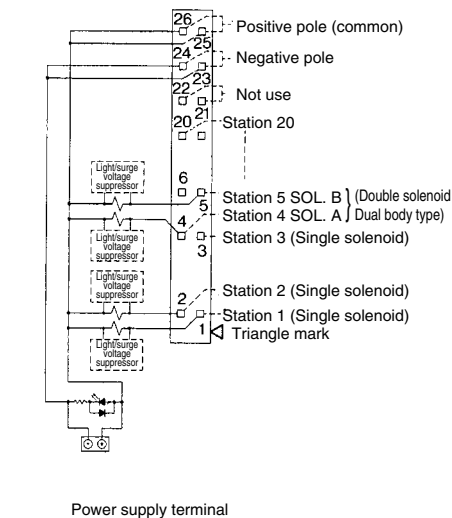 26
Positive pole (common)
25
24
Negative pole
23
22
Not use
21
20
Station 20
Light/surge
voltage
suppressor
6
5
Station 5 SOL. B
(Double solenoid
4
Station 4 SOL. A
Dual body type)
Light/surge
voltage
suppressor
Station 3 (Single solenoid)
3
Light/surge
voltage
suppressor
2
Station 2 (Single solenoid)
Station 1 (Single solenoid)
1
Triangle mark
Light/surge
voltage
suppressor
Power supply terminal